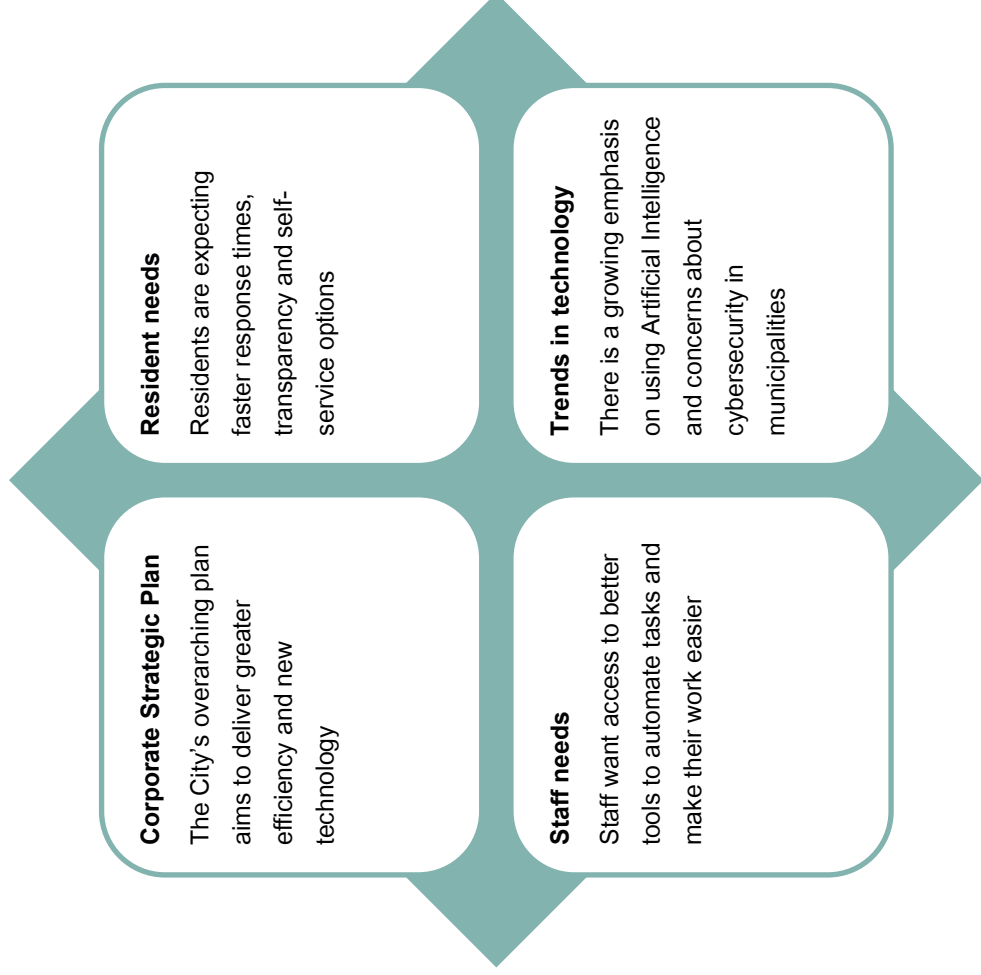 Corporate Strategic Plan
The City’s overarching plan
aims to deliver greater
efficiency and new
technology
Resident needs
Residents are expecting
faster response times,
transparency and self-
service options
Staff needs
Staff want access to better
tools to automate tasks and
make their work easier
Trends in technology
There is a growing emphasis
on using Artificial Intelligence
and concerns about
cybersecurity in
municipalities